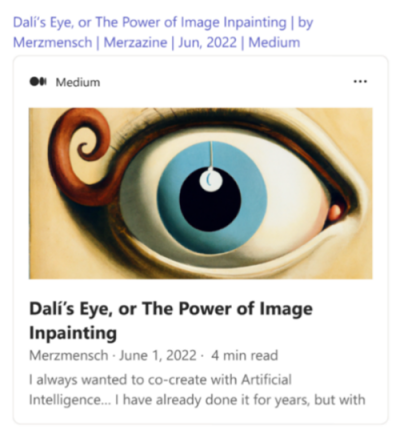 Dalí's Eye, or The Power of Image Inpainting | by
Merzmensch | Merzazine | Jun, 2022 | Medium
Medium
Dalí's Eye, or The Power of Image
Inpainting
Merzmensch · June 1, 2022 · 4 min read
I always wanted to co-create with Artificial
Intelligence... I have already done it for years, but with